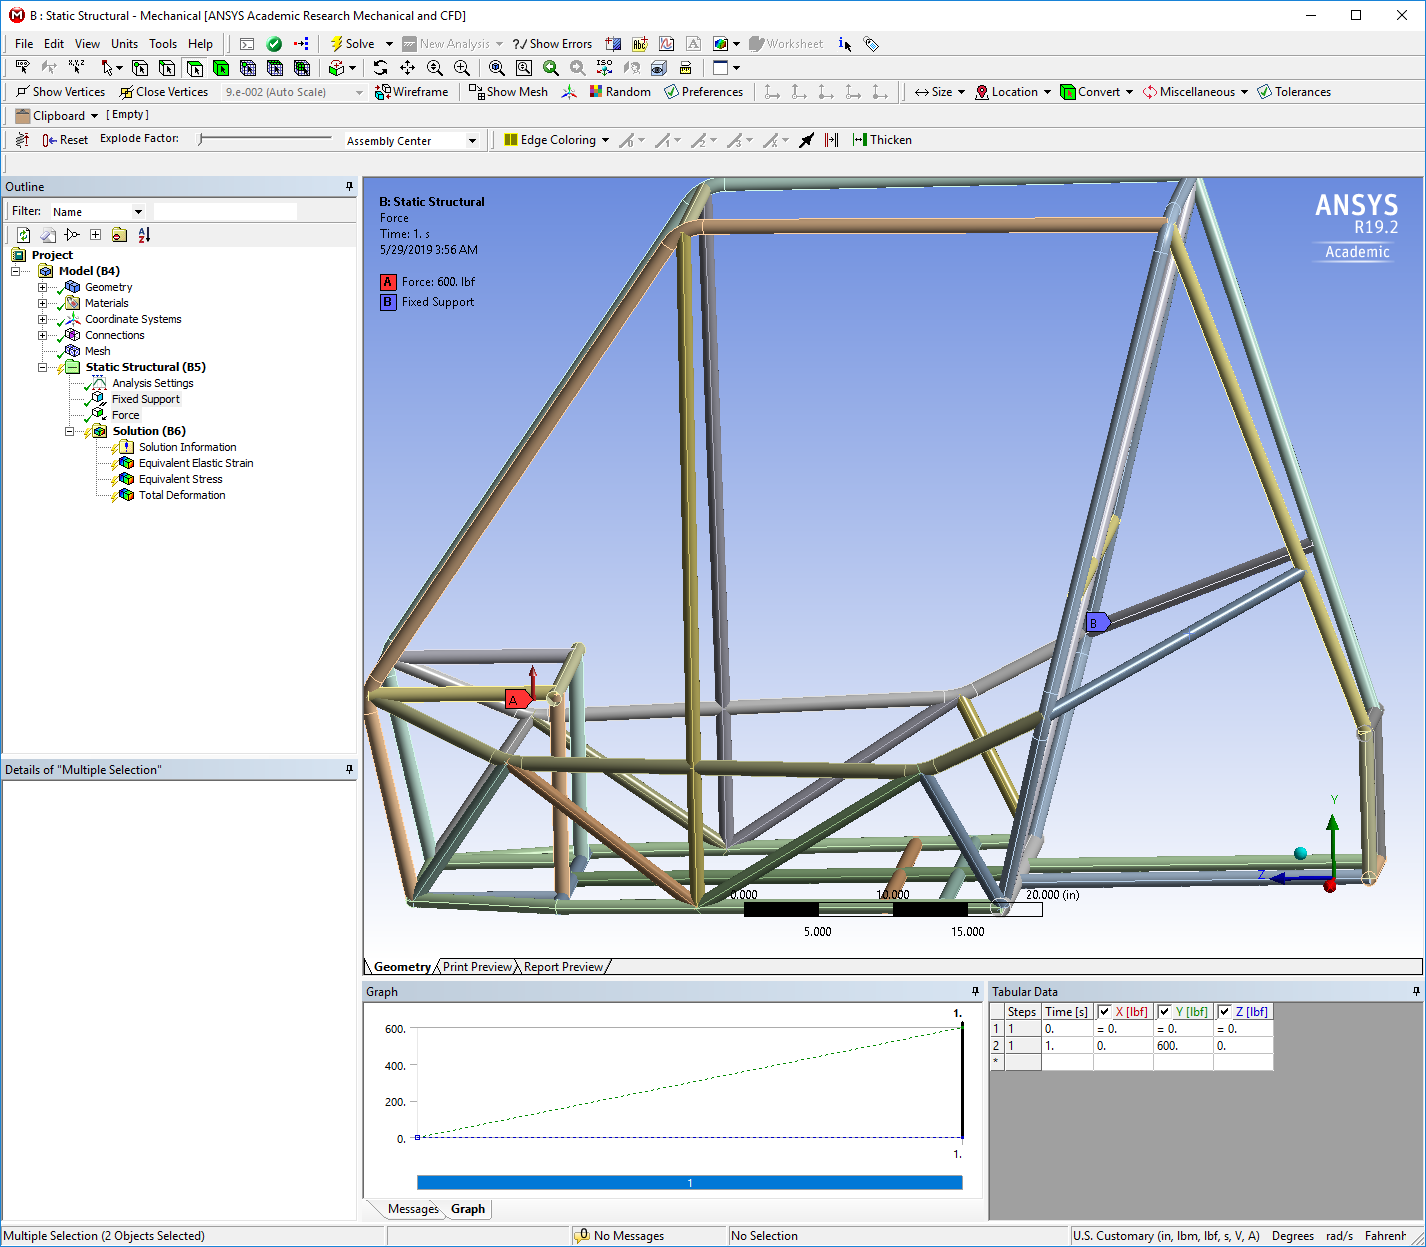 B : Static Structural - Mechanical [ANSYS Academic Research Mechanical and CFD]
File Edit View Units Tools Help Solve New Analysis ?/ Show Errors Worksheet
Show Vertices Close Vertices 9.e-002 (Auto Scale) Wireframe Show Mesh Random Preferences Size Location Convert Miscellaneous Tolerances
Clipboard [ Empty ]
Reset Explode Factor: Assembly Center Edge Coloring Thicken
Outline
Filter: Name
Project
Model (B4)
Geometry
Materials
Coordinate Systems
Connections
Mesh
Static Structural (B5)
Analysis Settings
Fixed Support
Force
Solution (B6)
Solution Information
Equivalent Elastic Strain
Equivalent Stress
Total Deformation
Details of "Multiple Selection"
B: Static Structural
Force
Time: 1. s
5/29/2019 3:56 AM
A Force: 600. lbf
B Fixed Support
ANSYS
R19.2
Academic
B
A
Y
Z
0.000 10.000 20.000 (in)
5.000 15.000
Geometry Print Preview Report Preview
Graph
1.
600.
400.
200.
0.
1.
1
Messages Graph
Tabular Data
Steps Time [s] X [lbf] Y [lbf] Z [lbf]
1 1 0. = 0. = 0. = 0.
2 1 1. 0. 600. 0.
*
Multiple Selection (2 Objects Selected) 0 No Messages No Selection U.S. Customary (in, lbm, lbf, s, V, A) Degrees rad/s Fahrenh